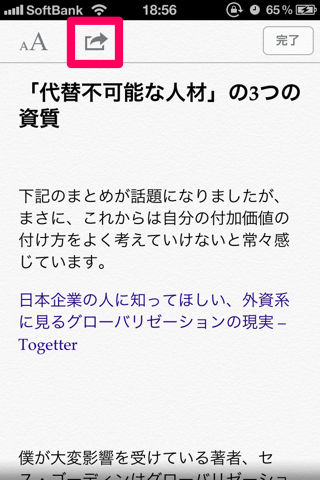 SoftBank 18:56 65%
AA 完了
「代替不可能な人材」の3つの
資質
下記のまとめが話題になりましたが、
まさに、これからは自分の付加価値の
付け方をよく考えていけないと常々感
じています。
日本企業の人に知ってほしい、外資系
に見るグローバリゼーションの現実 –
Togetter
僕が大変影響を受けている著者、セ
ス・ゴーディンはグローバリゼーショ